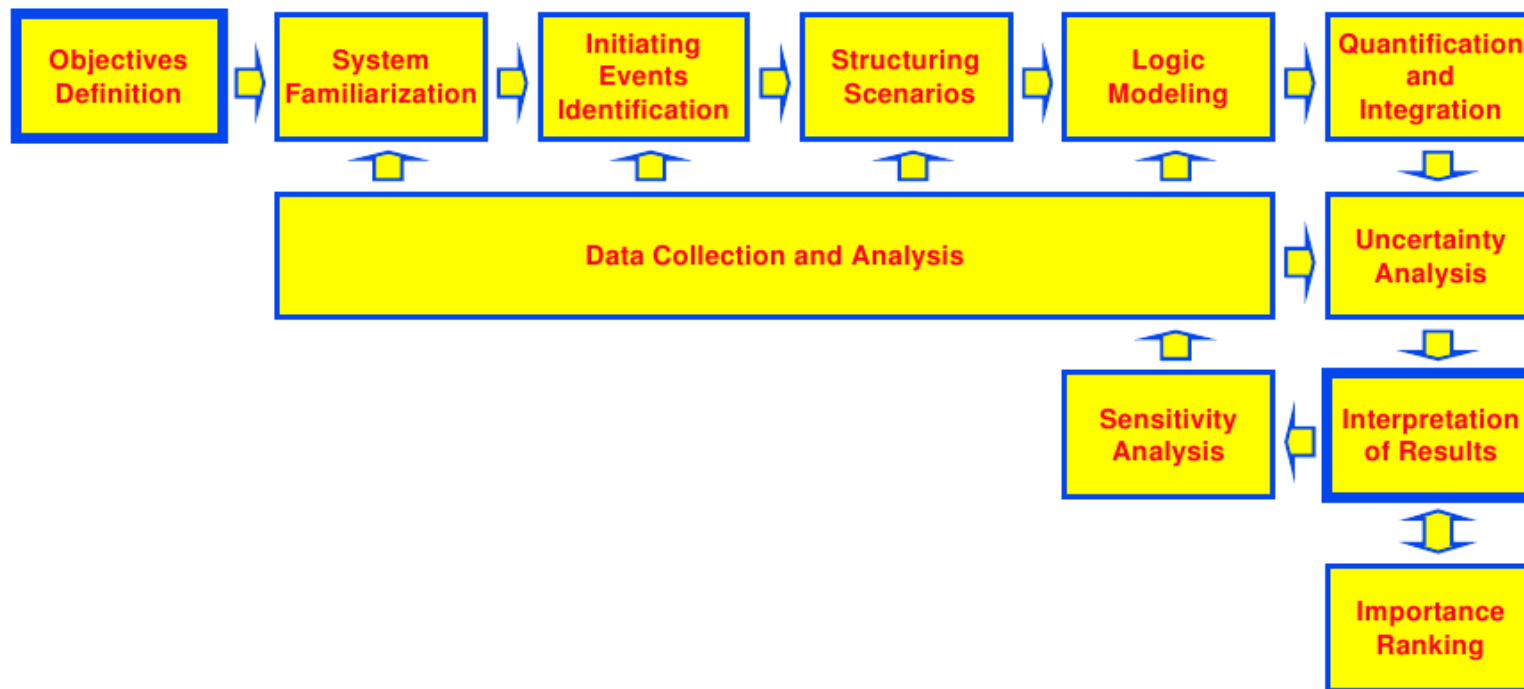 Objectives
Definition
System
Familiarization
Initiating
Events
Identification
Structuring
Scenarios
Logic
Modeling
Quantification
and
Integration
Data Collection and Analysis
Uncertainty
Analysis
Sensitivity
Analysis
Interpretation
of Results
Importance
Ranking